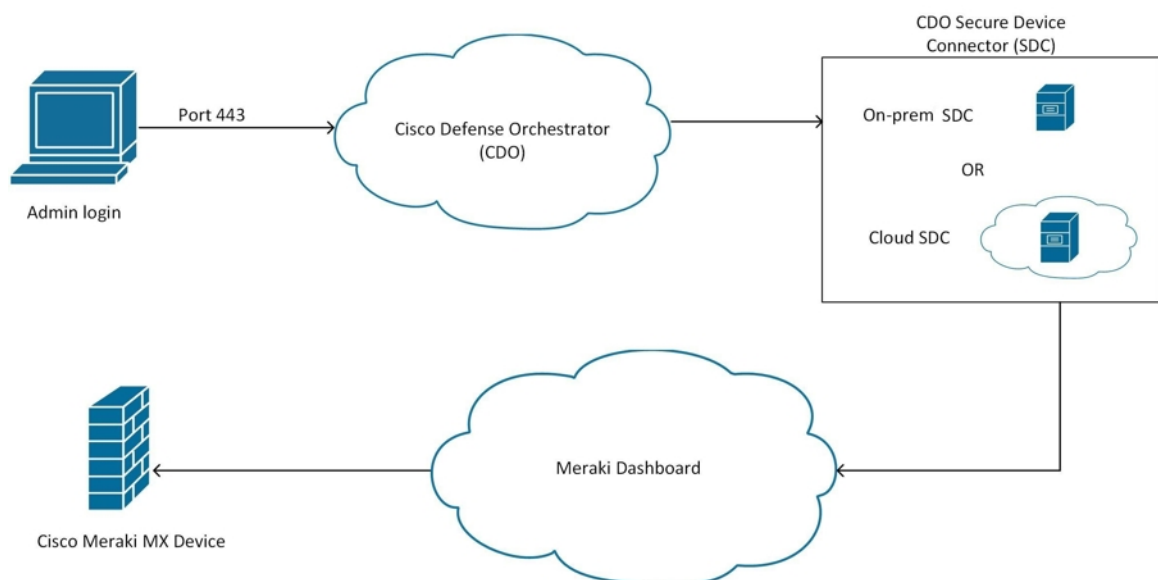 CDO Secure Device
Connector (SDC)
Port 443
Cisco Defense Orchestrator
(CDO)
On-prem SDC
OR
Cloud SDC
Admin login
Meraki Dashboard
Cisco Meraki MX Device